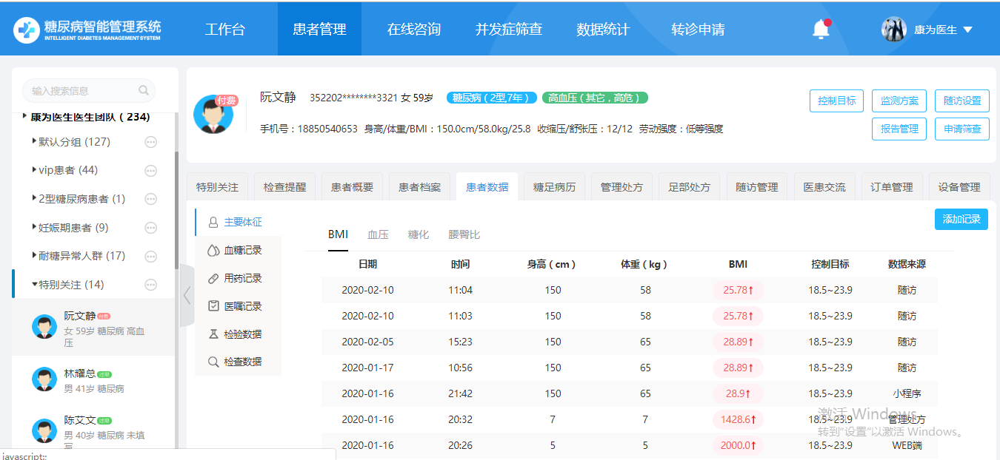 糖尿病智能管理系统
INTELLIGENT DIABETES MANAGEMENT SYSTEM
工作台 患者管理 在线咨询 并发症筛查 数据统计 转诊申请 康为医生
输入搜索信息
康为医生医生团队 ( 234)
默认分组 (127)
vip患者 (44)
2型糖尿病患者 (1)
妊娠期患者 (9)
耐糖异常人群 (17)
特别关注 (14)
阮文静 付费
女 59岁 糖尿病 高血
压
林耀总 过期
男 41岁 糖尿病
陈艾文 过期
男 40岁 糖尿病 未填
写
javascript:;
付费
阮文静 352202********3321 女 59岁 糖尿病（2型,7年） 高血压（其它，高危）
手机号：18850540653 身高/体重/BMI：150.0cm/58.0kg/25.8 收缩压/舒张压：12/12 劳动强度：低等强度
控制目标 监测方案 随访设置
报告管理 申请筛查
特别关注 检查提醒 患者概要 患者档案 患者数据 糖足病历 管理处方 足部处方 随访管理 医患交流 订单管理 设备管理
主要体征
血糖记录
用药记录
医嘱记录
检验数据
检查数据
添加记录
BMI 血压 糖化 腰臀比
日期 时间 身高（cm） 体重（kg） BMI 控制目标 数据来源
2020-02-10 11:04 150 58 25.78↑ 18.5~23.9 随访
2020-02-10 11:03 150 58 25.78↑ 18.5~23.9 随访
2020-02-05 15:23 150 65 28.89↑ 18.5~23.9 随访
2020-01-17 10:56 150 65 28.89↑ 18.5~23.9 随访
2020-01-16 21:42 150 65 28.9↑ 18.5~23.9 小程序
2020-01-16 20:32 7 7 1428.6↑ 18.5~23.9 管理处方
2020-01-16 20:26 5 5 2000.0↑ 18.5~23.9 WEB端
激活 Windows
转到"设置"以激活 Windows。